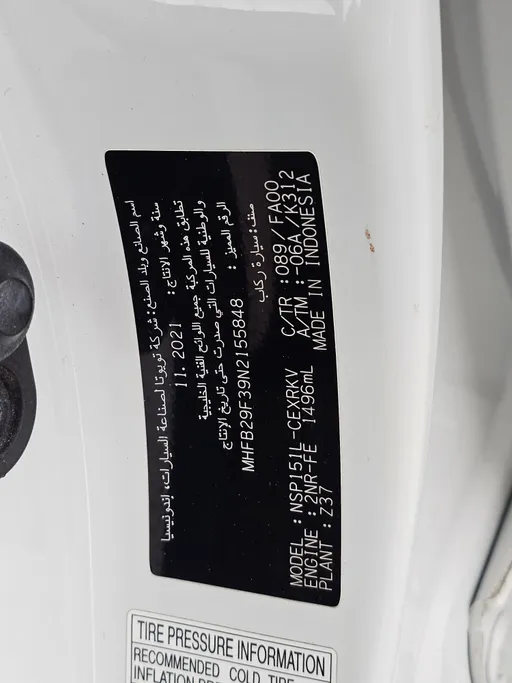 اسم الصانع وبلد الصنع: شركة تويوتا لصناعة السيارات، إندونيسيا
سنة وشهر الإنتاج: 11.2021
تطابق هذه المركبة جميع اللوائح الفنية الخليجية
والوطنية للسيارات التي صدرت حتى تاريخ الإنتاج
الرقم المميز: MHFB29F39N2155848
صنف: سيارة ركاب
MODEL : NSP151L-CEXRKV C/TR : 089/FA00
ENGINE : 2NR-FE 1496mL A/TM : -06A/K312
PLANT : Z37 MADE IN INDONESIA
TIRE PRESSURE INFORMATION
RECOMMENDED COLD TIRE
INFLATION